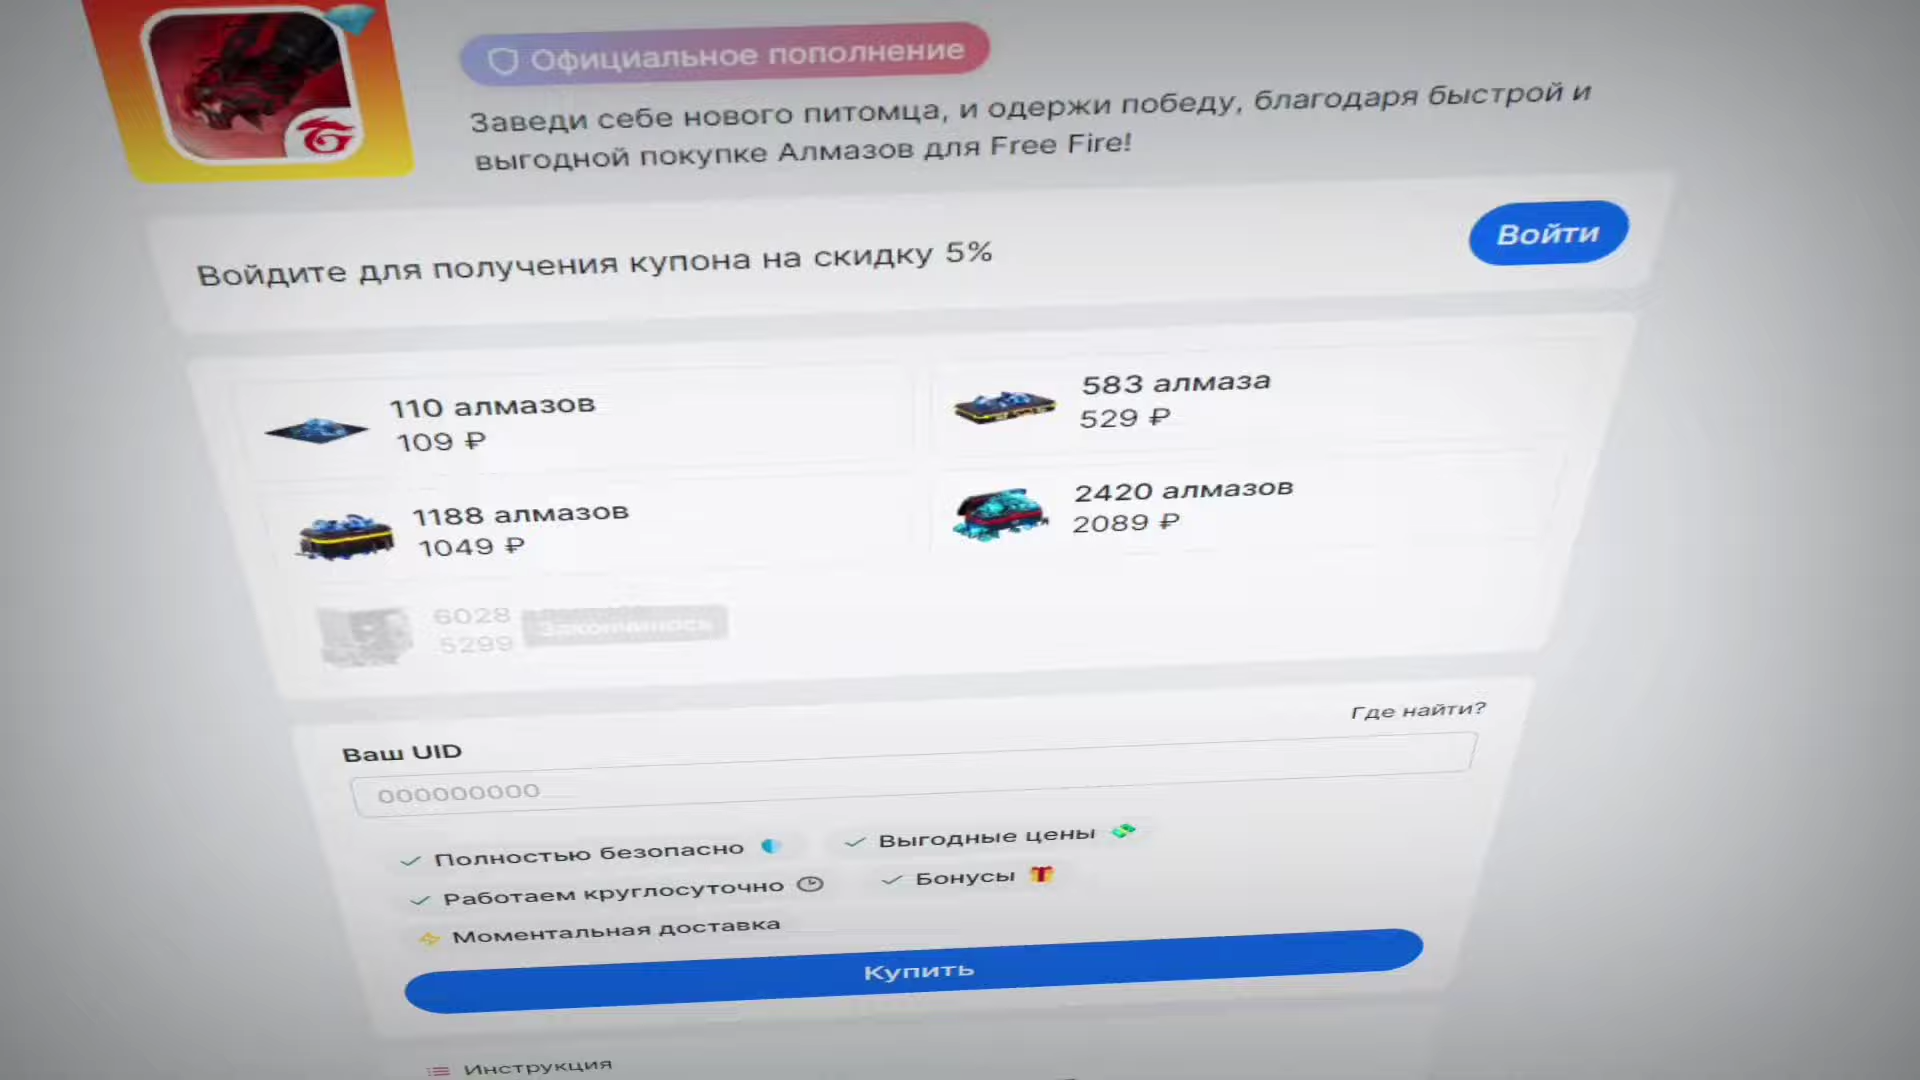 Официальное пополнение
Заведи себе нового питомца, и одержи победу, благодаря быстрой и
выгодной покупке Алмазов для Free Fire!
Войдите для получения купона на скидку 5%
Войти
110 алмазов
109 ₽
583 алмаза
529 ₽
1188 алмазов
1049 ₽
2420 алмазов
2089 ₽
6028
5299
Закончилось
Ваш UID
Где найти?
000000000
Полностью безопасно
Выгодные цены
Работаем круглосуточно
Бонусы
Моментальная доставка
Купить
Инструкция